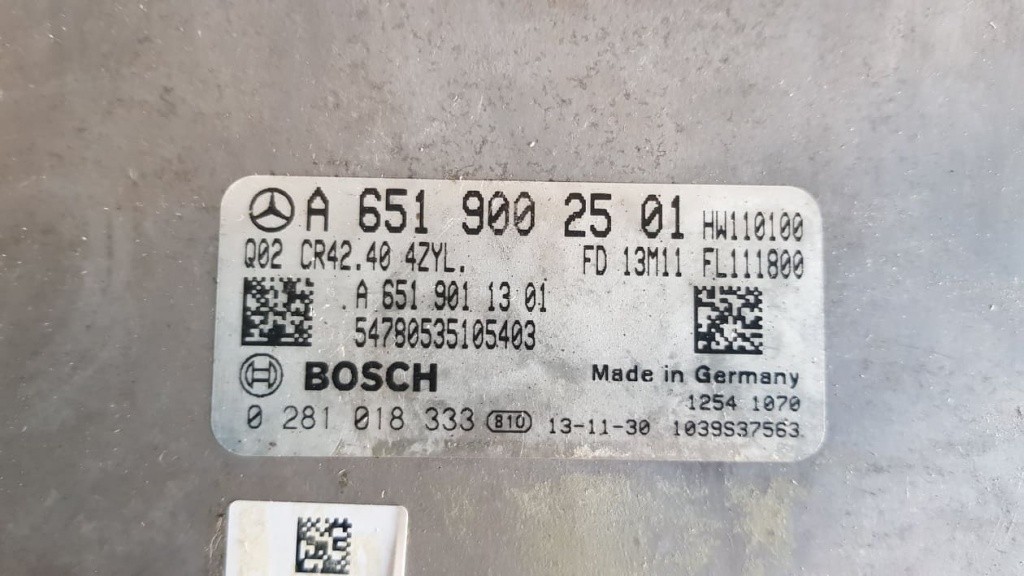 A 651 900 25 01 HW110100
Q02 CR42.40 4ZYL. FD 13M11 FL111800
A 651 901 13 01
54780535105403
BOSCH Made in Germany
1254 1070
0 281 018 333 810 13-11-30 1039S37563